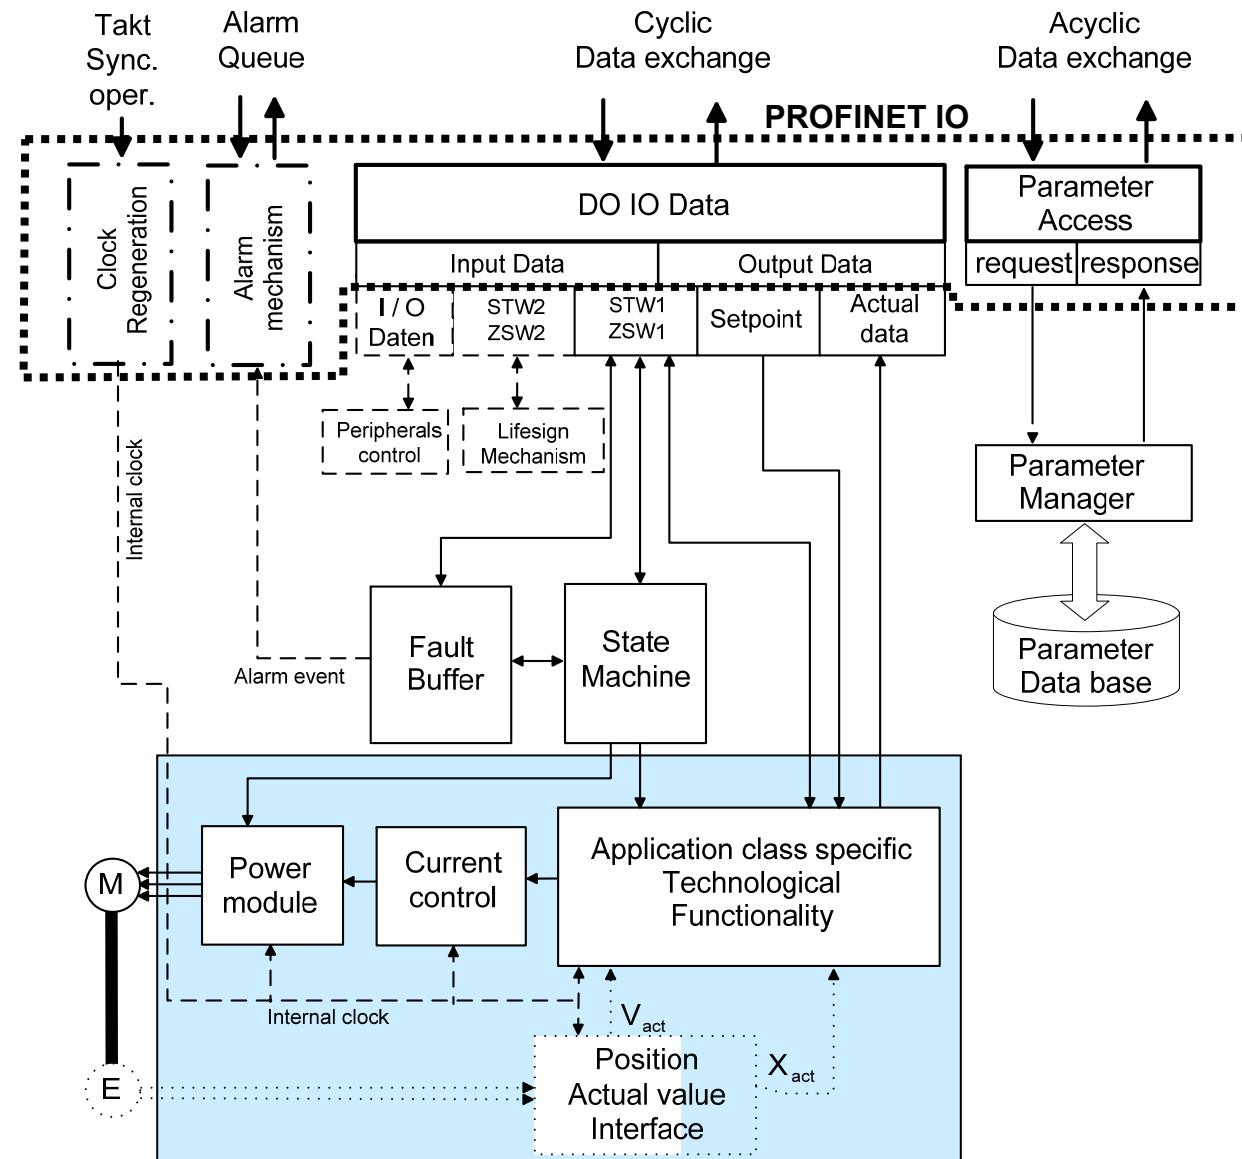 Takt
Sync.
oper.
Alarm
Queue
Cyclic
Data exchange
Acyclic
Data exchange
PROFINET IO
Clock
Regeneration
Alarm
mechanism
DO IO Data
Input Data
Output Data
Parameter
Access
request
response
I / O
Daten
STW2
ZSW2
STW1
ZSW1
Setpoint
Actual
data
Peripherals
control
Lifesign
Mechanism
Internal clock
Parameter
Manager
Parameter
Data base
Fault
Buffer
State
Machine
Alarm event
Power
module
Current
control
Application class specific
Technological
Functionality
M
Internal clock
V act
X act
E
Position
Actual value
Interface